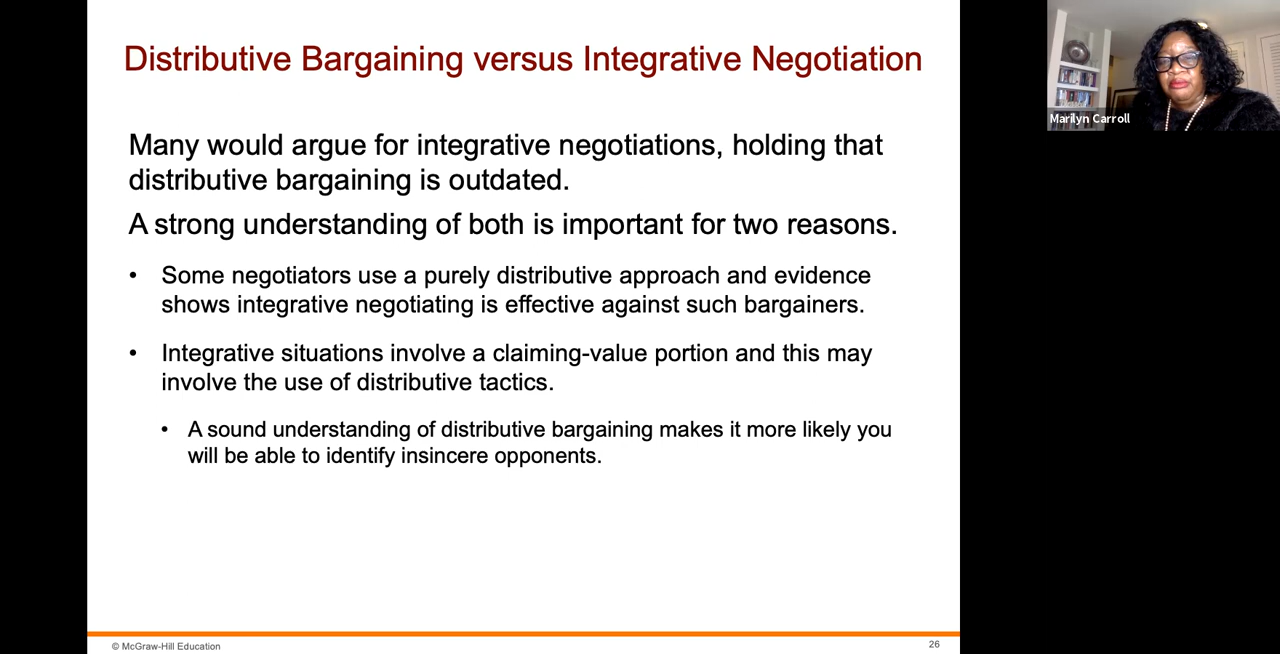 Distributive Bargaining versus Integrative Negotiation
Many would argue for integrative negotiations, holding that
distributive bargaining is outdated.
A strong understanding of both is important for two reasons.
• Some negotiators use a purely distributive approach and evidence
shows integrative negotiating is effective against such bargainers.
• Integrative situations involve a claiming-value portion and this may
involve the use of distributive tactics.
• A sound understanding of distributive bargaining makes it more likely you
will be able to identify insincere opponents.
© McGraw-Hill Education
26
Marilyn Carroll